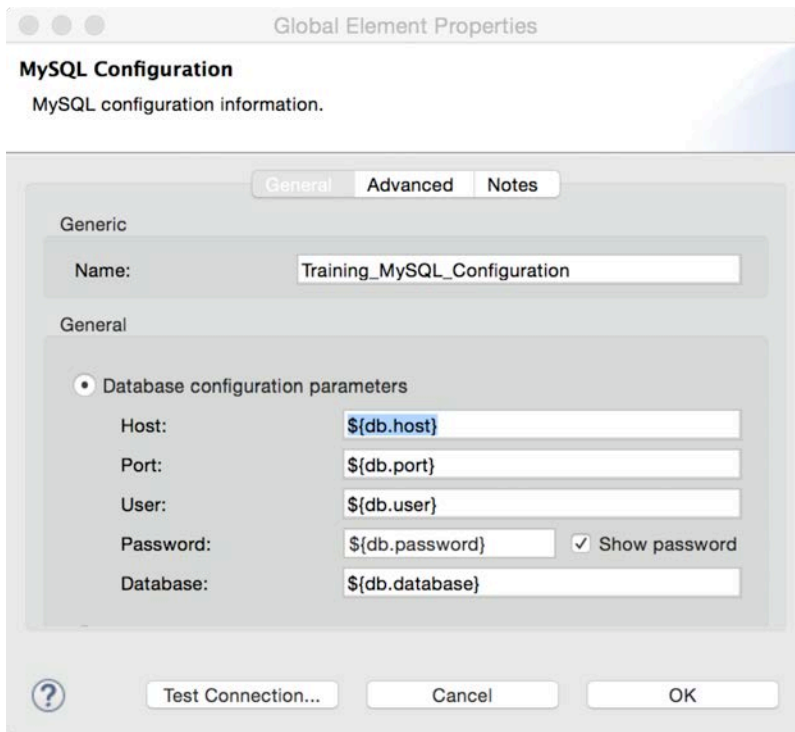 Global Element Properties
MySQL Configuration
MySQL configuration information.
General Advanced Notes
Generic
Name: Training_MySQL_Configuration
General
Database configuration parameters
Host: ${db.host}
Port: ${db.port}
User: ${db.user}
Password: ${db.password} Show password
Database: ${db.database}
? Test Connection... Cancel OK